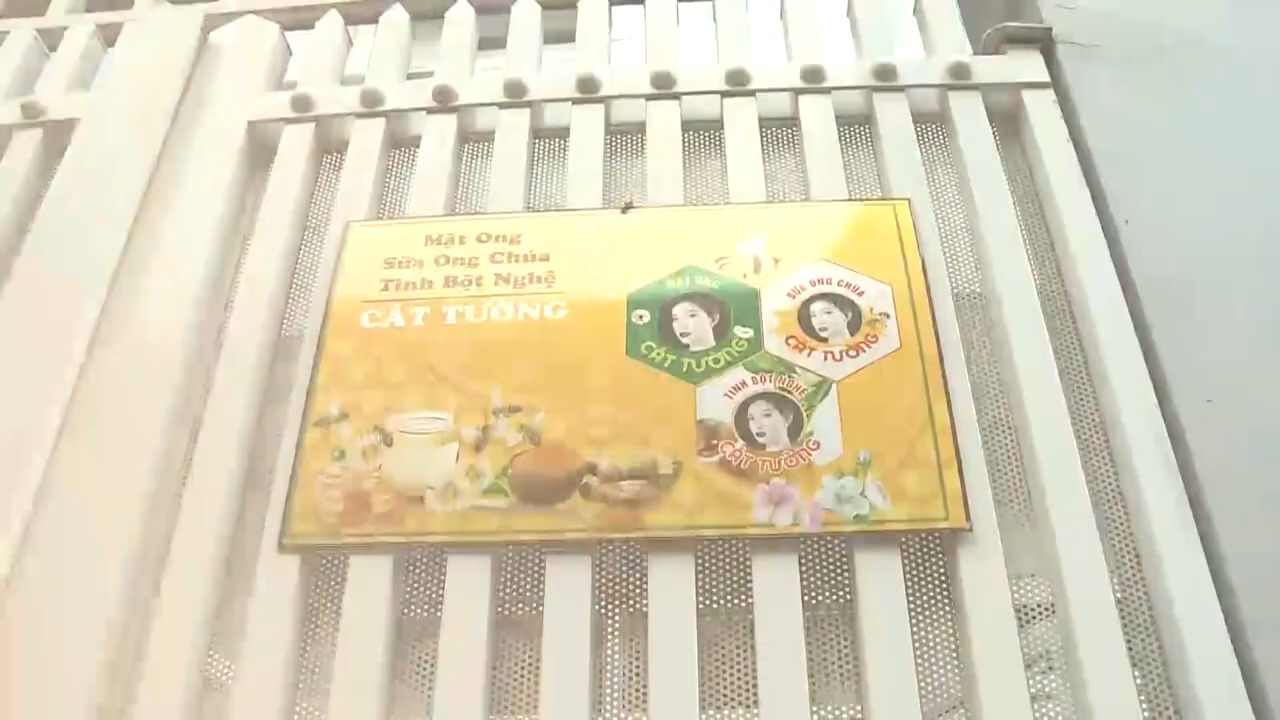 Mật Ong
Sữa Ong Chúa
Tinh Bột Nghệ
CÁT TƯỜNG
MẬT ONG
CÁT TƯỜNG
SỮA ONG CHÚA
CÁT TƯỜNG
TINH BỘT NGHỆ
CÁT TƯỜNG